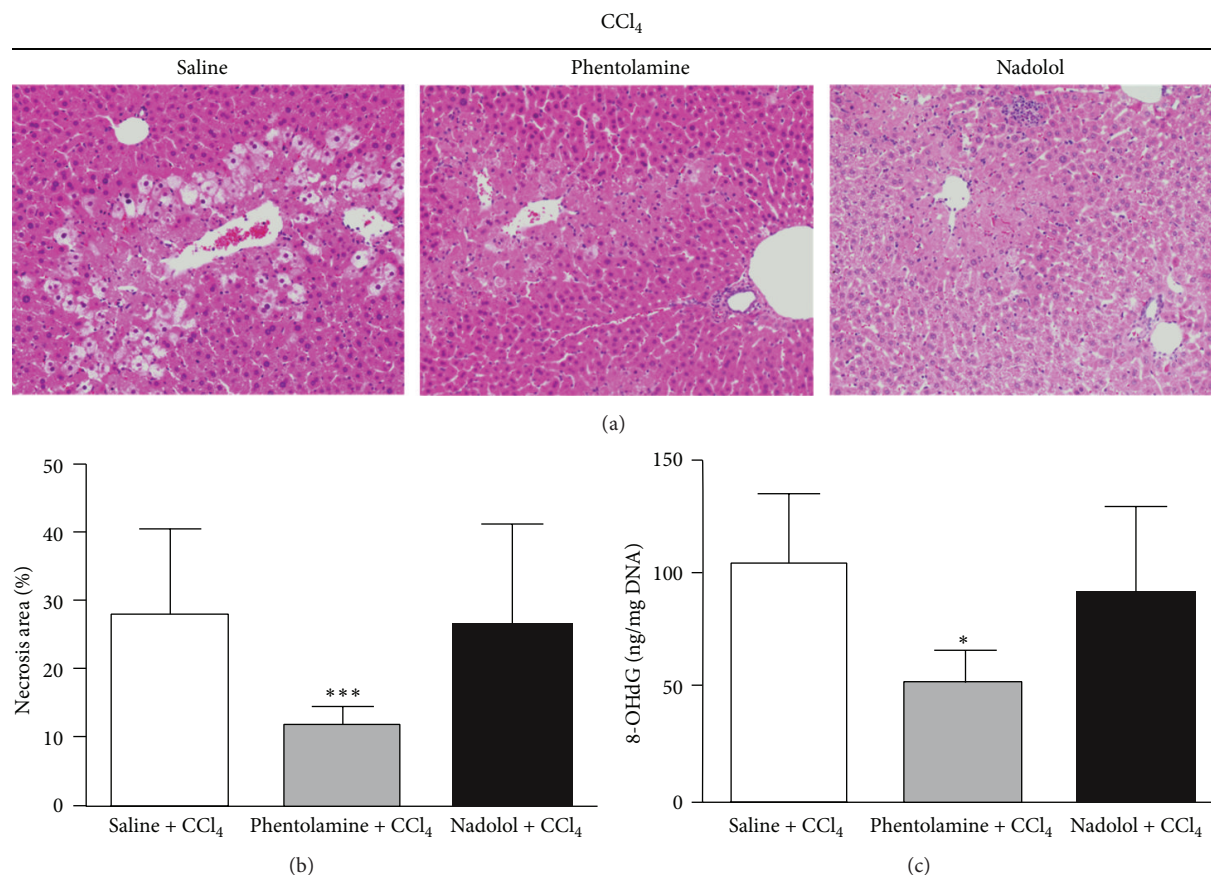 CCl₄
Saline Phentolamine Nadolol
(a)
50
40
30
20
10
0
Necrosis area (%)
***
Saline + CCl₄ Phentolamine + CCl₄ Nadolol + CCl₄
(b)
150
100
50
0
8-OHdG (ng/mg DNA)
*
Saline + CCl₄ Phentolamine + CCl₄ Nadolol + CCl₄
(c)